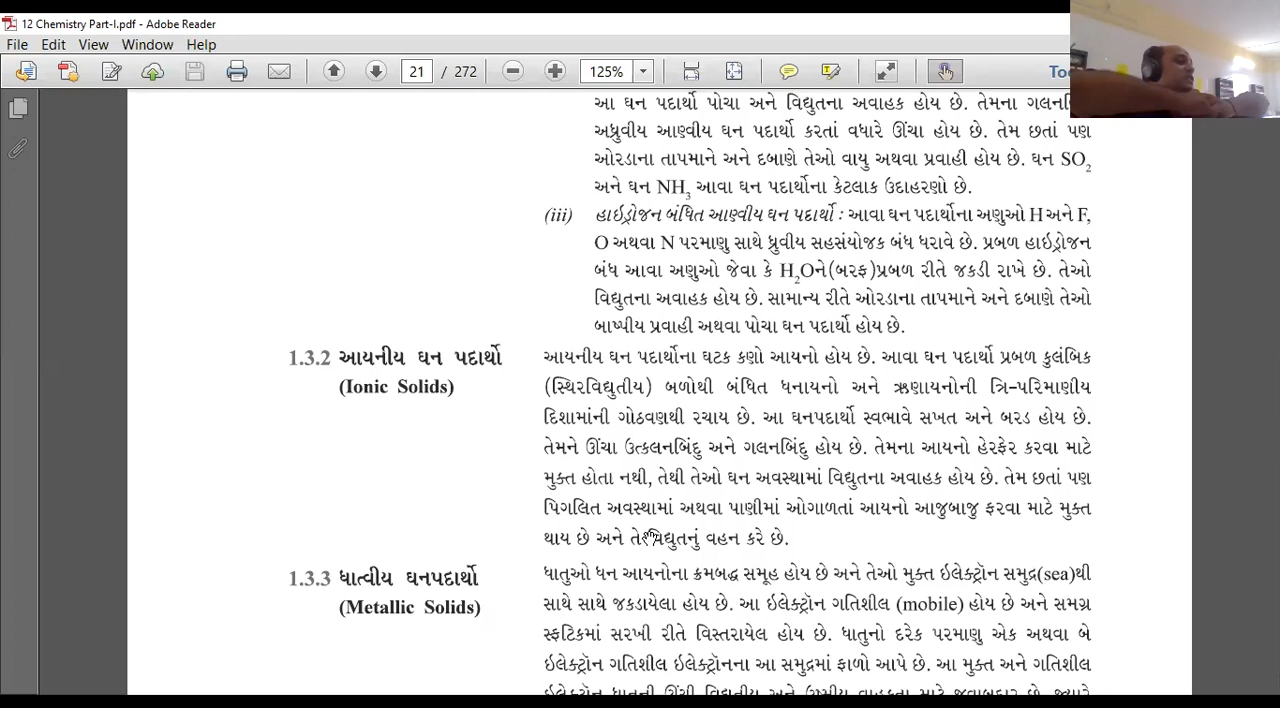 12 Chemistry Part-I.pdf - Adobe Reader
File Edit View Window Help
21 / 272 125%
આ ઘન પદાર્થો પોચા અને વિદ્યુતના અવાહક હોય છે. તેમના
અધ્રુવીય આણ્વીય ઘન પદાર્થો કરતાં વધારે ઊંચા હોય છે. તેમ છતાં પણ
ઓરડાના તાપમાને અને દબાણે તેઓ વાયુ અથવા પ્રવાહી હોય છે. ઘન SO₂
અને ઘન NH₃ આવા ઘન પદાર્થોના કેટલાક ઉદાહરણો છે.
(iii) હાઇડ્રોજન બંધિત આણ્વીય ઘન પદાર્થો : આવા ઘન પદાર્થોના અણુઓ H અને F,
O અથવા N પરમાણુ સાથે ધ્રુવીય સહસંયોજક બંધ ધરાવે છે. પ્રબળ હાઇડ્રોજન
બંધ આવા અણુઓ જેવા કે H₂Oને (બરફ) પ્રબળ રીતે જકડી રાખે છે. તેઓ
વિદ્યુતના અવાહક હોય છે. સામાન્ય રીતે ઓરડાના તાપમાને અને દબાણે તેઓ
બાષ્પીય પ્રવાહી અથવા પોચા ઘન પદાર્થો હોય છે.
1.3.2 આયનીય ઘન પદાર્થો
(Ionic Solids)
આયનીય ઘન પદાર્થોના ઘટક કણો આયનો હોય છે. આવા ઘન પદાર્થો પ્રબળ કુલંબિક
(સ્થિરવિદ્યુતીય) બળોથી બંધિત ધનાયનો અને ઋણાયનોની ત્રિ-પરિમાણીય
દિશામાંની ગોઠવણથી રચાય છે. આ ઘનપદાર્થો સ્વભાવે સખત અને બરડ હોય છે.
તેમને ઊંચા ઉત્કલનબિંદુ અને ગલનબિંદુ હોય છે. તેમના આયનો હેરફેર કરવા માટે
મુક્ત હોતા નથી, તેથી તેઓ ઘન અવસ્થામાં વિદ્યુતના અવાહક હોય છે. તેમ છતાં પણ
પિગલિત અવસ્થામાં અથવા પાણીમાં ઓગાળતાં આયનો આજુબાજુ ફરવા માટે મુક્ત
થાય છે અને વિદ્યુતનું વહન કરે છે.
1.3.3 ધાત્વીય ઘનપદાર્થો
(Metallic Solids)
ધાતુઓ ધન આયનોના ક્રમબદ્ધ સમૂહ હોય છે અને તેઓ મુક્ત ઇલેક્ટ્રૉન સમુદ્ર(sea)થી
સાથે સાથે જકડાયેલા હોય છે. આ ઇલેક્ટ્રૉન ગતિશીલ (mobile) હોય છે અને સમગ્ર
સ્ફટિકમાં સરખી રીતે વિસ્તરાયેલ હોય છે. ધાતુનો દરેક પરમાણુ એક અથવા બે
ઇલેક્ટ્રૉન ગતિશીલ ઇલેક્ટ્રૉનના આ સમુદ્રમાં ફાળો આપે છે. આ મુક્ત અને ગતિશીલ